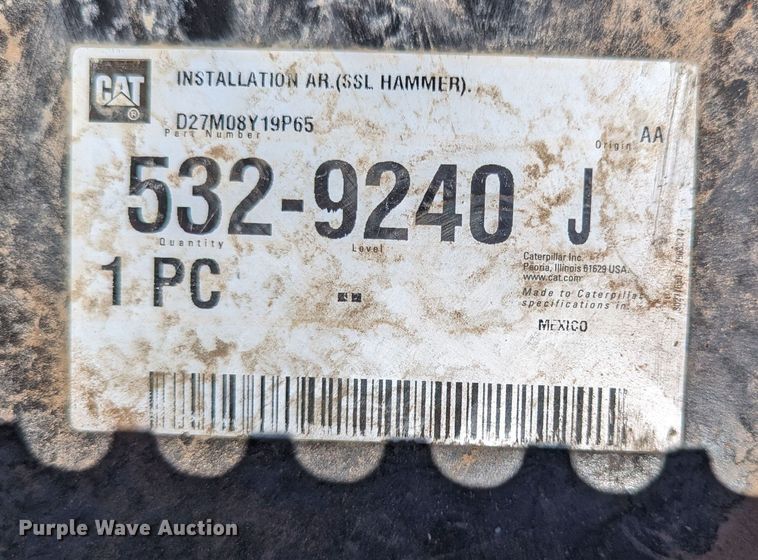 CAT
®
INSTALLATION AR.(SSL HAMMER).
D27M08Y19P65
Part Number
Origin AA
532-9240 J
Quantity Level
1 PC
Caterpillar Inc.
Peoria, Illinois 61629 USA
www.cat.com
Made to Caterpillar
specifications in:
MEXICO
Purple Wave Auction